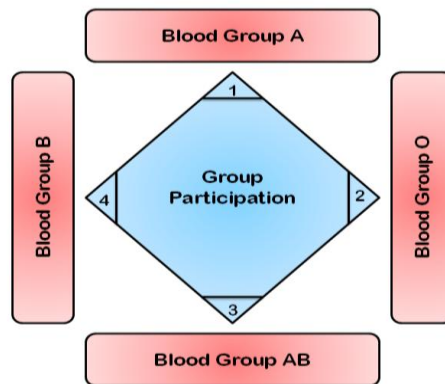 Blood Group A
1
Blood Group B
4
Group
Participation
2
Blood Group O
3
Blood Group AB